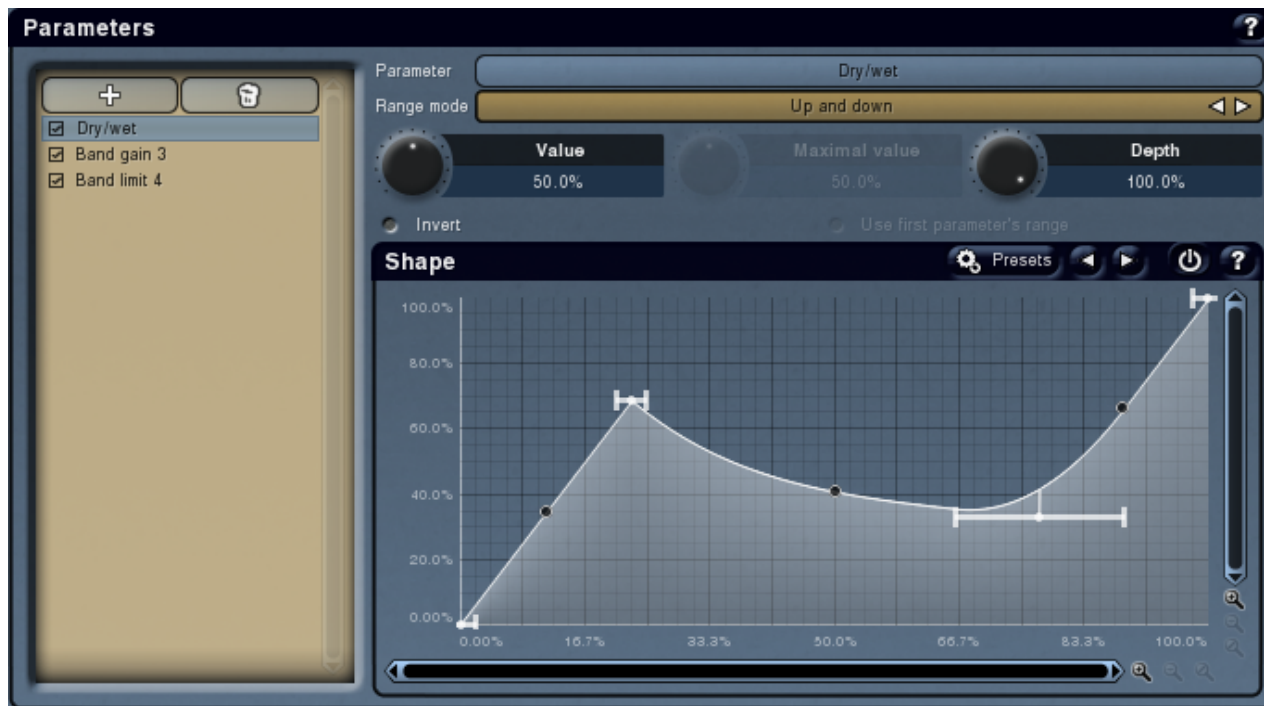 Parameters ?
Parameter Dry/wet
Range mode Up and down
Dry/wet
Band gain 3
Band limit 4
Value Maximal value Depth
50.0% 50.0% 100.0%
Invert Use first parameter's range
Shape Presets ?
100.0%
80.0%
60.0%
40.0%
20.0%
0.00%
0.00% 16.7% 33.3% 50.0% 66.7% 83.3% 100.0%